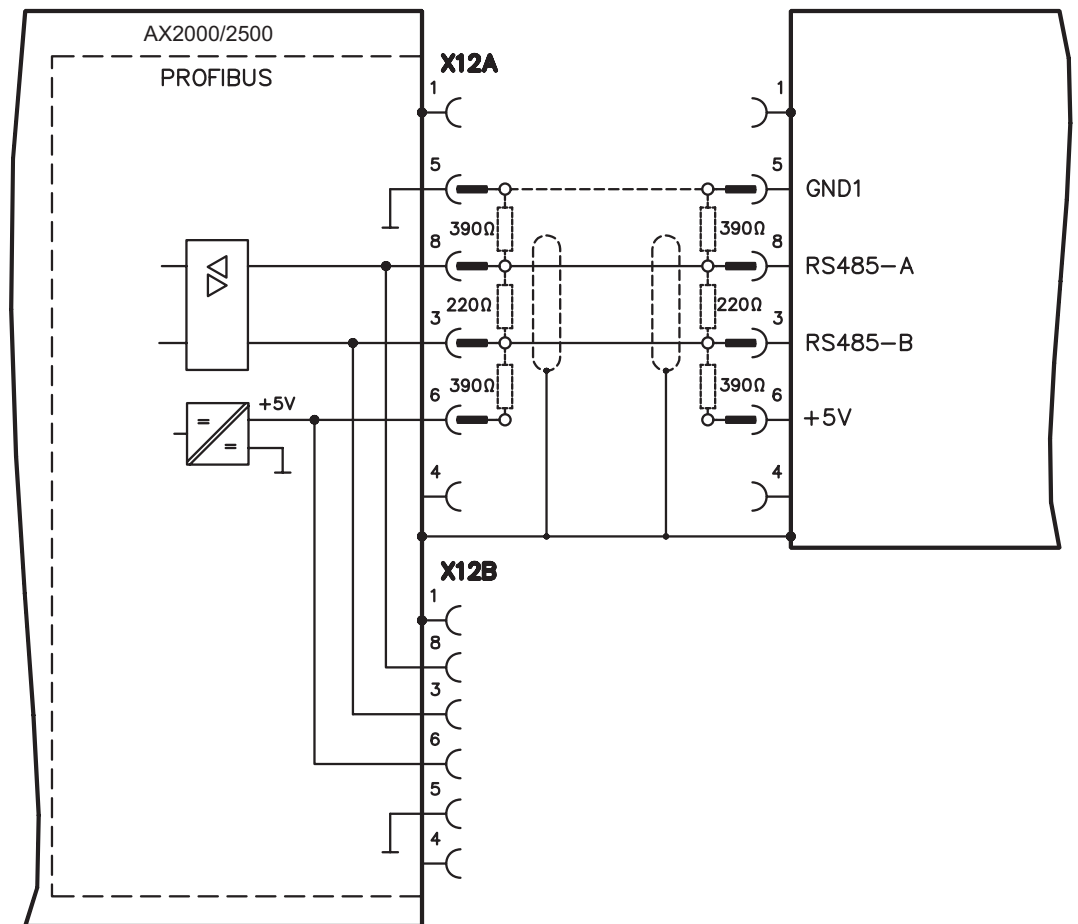 AX2000/2500
PROFIBUS
X12A
1
1
5
5
GND1
390Ω
390Ω
8
8
RS485-A
220Ω
220Ω
3
3
RS485-B
390Ω
390Ω
6
6
+5V
+5V
=
=
4
4
X12B
1
8
3
6
5
4